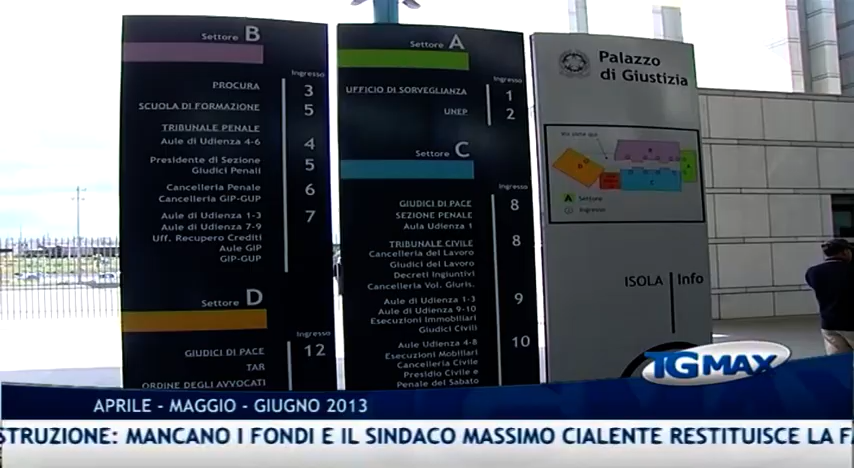 Settore B
Ingresso
PROCURA 3
SCUOLA DI FORMAZIONE 5
TRIBUNALE PENALE
Aule di Udienza 4-6 4
Presidente di Sezione 5
Giudici Penali
Cancelleria Penale 6
Cancelleria GIP-GUP
Aule di Udienza 1-3 7
Aule di Udienza 7-9
Uff. Recupero Crediti
Aule GIP
GIP-GUP
Settore D
Ingresso
GIUDICI DI PACE 12
TAR
ORDINE DEGLI AVVOCATI
Settore A
Ingresso
UFFICIO DI SORVEGLIANZA 1
UNEP 2
Settore C
Ingresso
GIUDICI DI PACE 8
SEZIONE PENALE
Aula Udienza 1
TRIBUNALE CIVILE 8
Cancelleria del Lavoro
Giudici del Lavoro
Decreti Ingiuntivi
Cancelleria Vol. Giuris.
Aule di Udienza 1-3 9
Aule di Udienza 9-10
Esecuzioni Immobiliari
Giudici Civili
Aule Udienza 4-8 10
Esecuzioni Mobiliari
Cancelleria Civile
Presidio Civile e
Penale del Sabato
Palazzo
di Giustizia
A Settore
Ingresso
ISOLA Info
TGMAX
APRILE - MAGGIO - GIUGNO 2013
STRUZIONE: MANCANO I FONDI E IL SINDACO MASSIMO CIALENTE RESTITUISCE LA FA